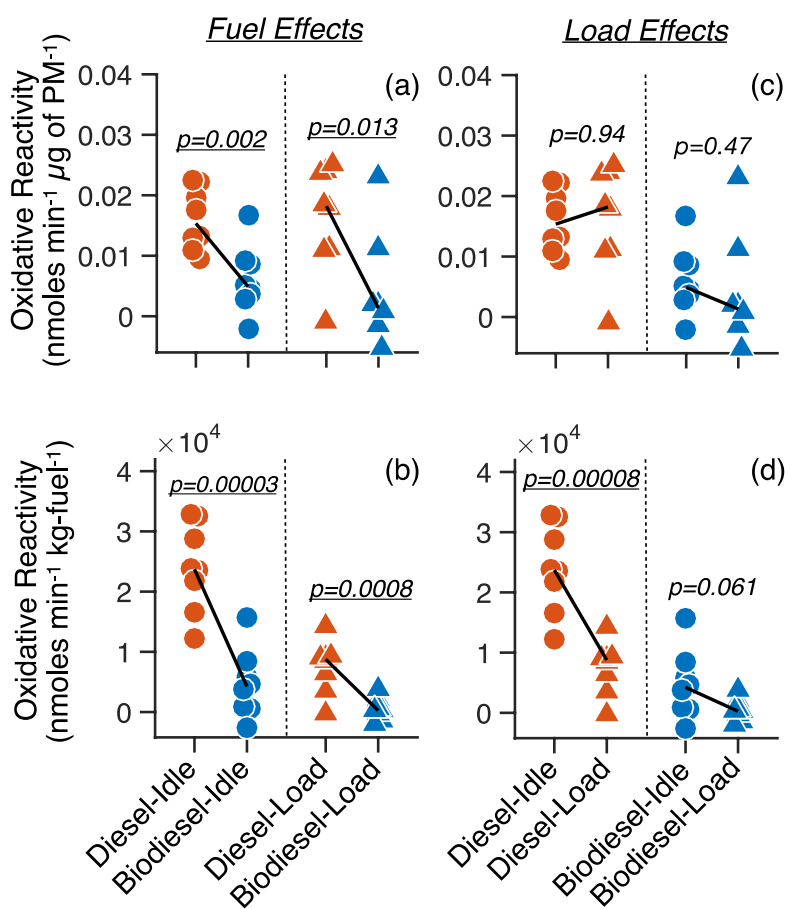 Fuel Effects
Load Effects
Oxidative Reactivity
(nmoles min⁻¹ µg of PM⁻¹)
0.04
0.03
0.02
0.01
0
(a)
p=0.002
p=0.013
0.04
0.03
0.02
0.01
0
(c)
p=0.94
p=0.47
Oxidative Reactivity
(nmoles min⁻¹ kg-fuel⁻¹)
×10⁴
4
3
2
1
0
(b)
p=0.00003
p=0.0008
×10⁴
4
3
2
1
0
(d)
p=0.00008
p=0.061
Diesel-Idle
Biodiesel-Idle
Diesel-Load
Biodiesel-Load
Diesel-Idle
Diesel-Load
Biodiesel-Idle
Biodiesel-Load